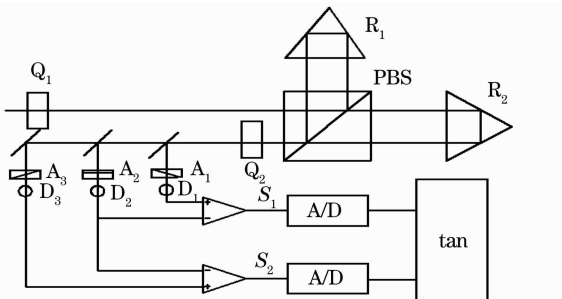 R₁
Q₁
PBS
R₂
A₃
A₂
A₁
Q₂
D₃
D₂
D₁
S₁
+
−
A/D
tan
S₂
−
+
A/D